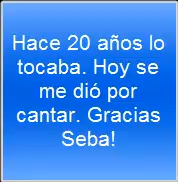 Hace 20 años lo
tocaba. Hoy se
me dió por
cantar. Gracias
Seba!